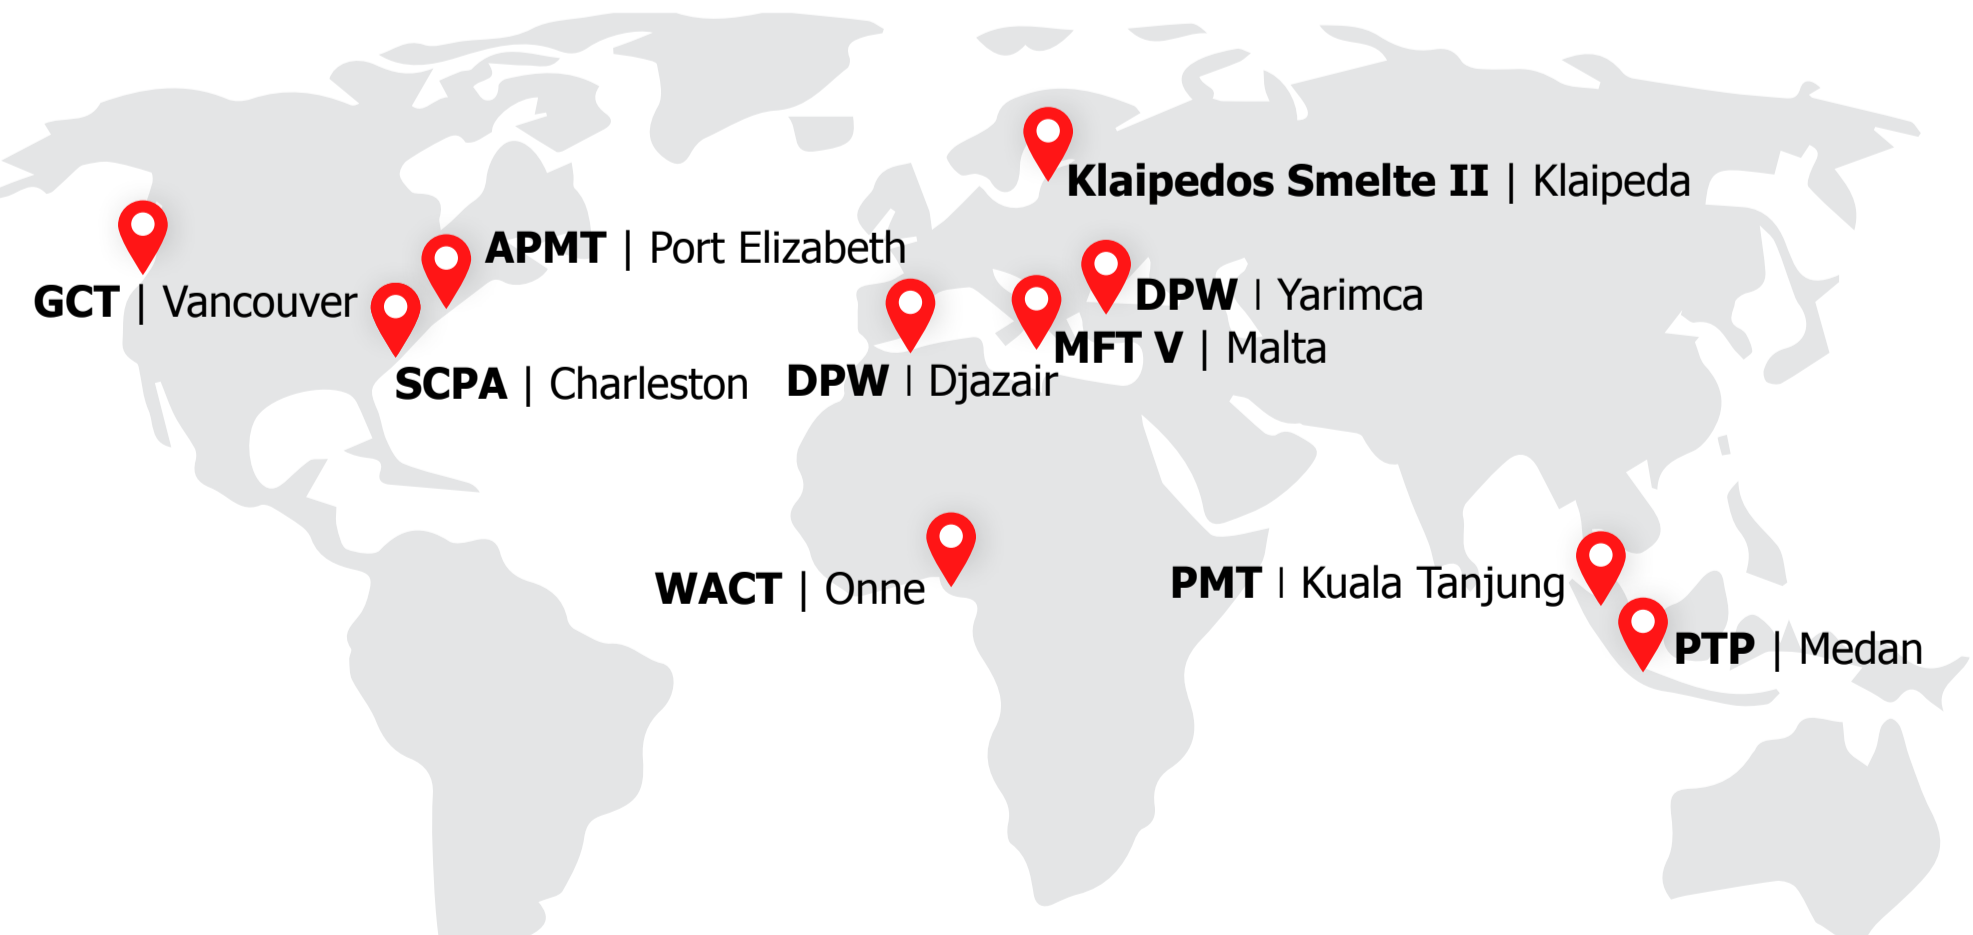 Klaipedos Smelte II | Klaipeda
APMT | Port Elizabeth
GCT | Vancouver
DPW | Yarimca
MFT V | Malta
SCPA | Charleston
DPW | Djazair
WACT | Onne
PMT | Kuala Tanjung
PTP | Medan